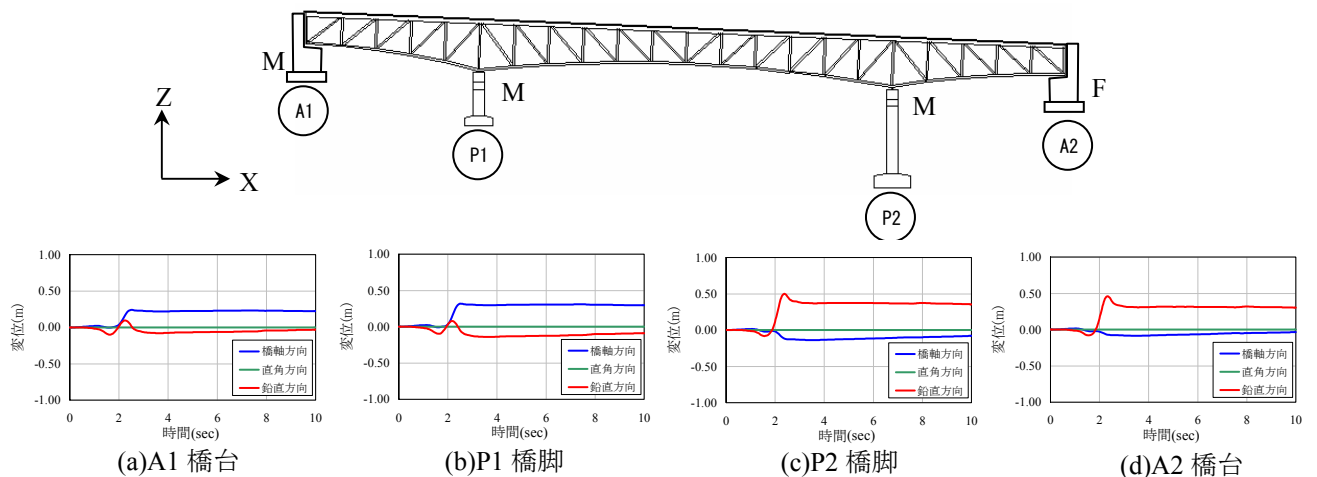 M
A1
Z
X
P1
M
M
P2
F
A2
1.00
0.50
0.00
-0.50
-1.00
変位(m)
橋軸方向
直角方向
鉛直方向
0 2 4 6 8 10
時間(sec)
(a)A1 橋台
1.00
0.50
0.00
-0.50
-1.00
変位(m)
橋軸方向
直角方向
鉛直方向
0 2 4 6 8 10
時間(sec)
(b)P1 橋脚
1.00
0.50
0.00
-0.50
-1.00
変位(m)
橋軸方向
直角方向
鉛直方向
0 2 4 6 8 10
時間(sec)
(c)P2 橋脚
1.00
0.50
0.00
-0.50
-1.00
変位(m)
橋軸方向
直角方向
鉛直方向
0 2 4 6 8 10
時間(sec)
(d)A2 橋台